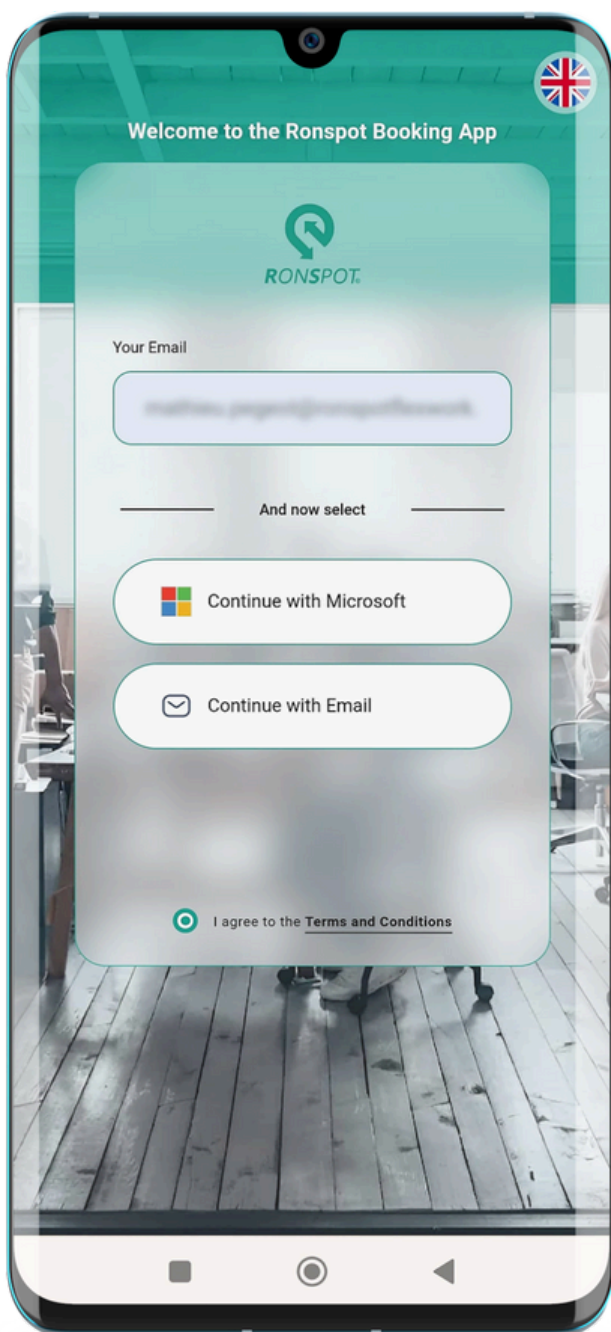 Welcome to the Ronspot Booking App
RONSPOT
Your Email
And now select
Continue with Microsoft
Continue with Email
I agree to the Terms and Conditions